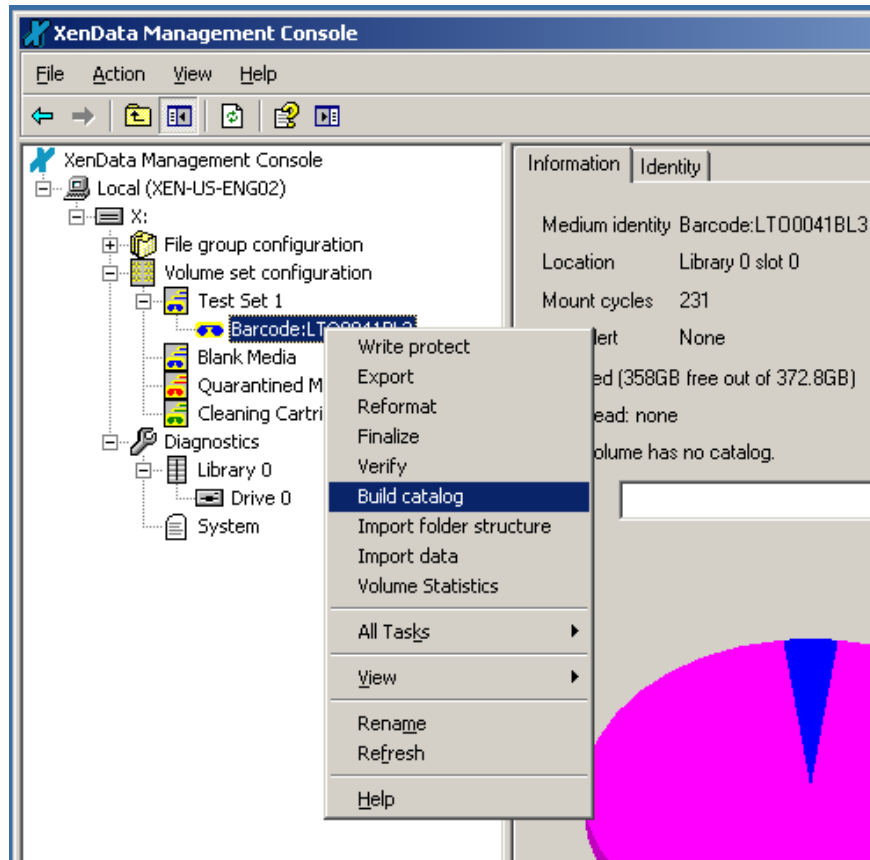 XenData Management Console
File Action View Help
XenData Management Console
Local (XEN-US-ENG02)
X:
File group configuration
Volume set configuration
Test Set 1
Barcode:LTO0041BL3
Blank Media
Quarantined M
Cleaning Cartri
Diagnostics
Library 0
Drive 0
System
Information Identity
Medium identity Barcode:LTO0041BL3
Location Library 0 slot 0
Mount cycles 231
lert None
ed (358GB free out of 372.8GB)
ead: none
olume has no catalog.
Write protect
Export
Reformat
Finalize
Verify
Build catalog
Import folder structure
Import data
Volume Statistics
All Tasks
View
Rename
Refresh
Help